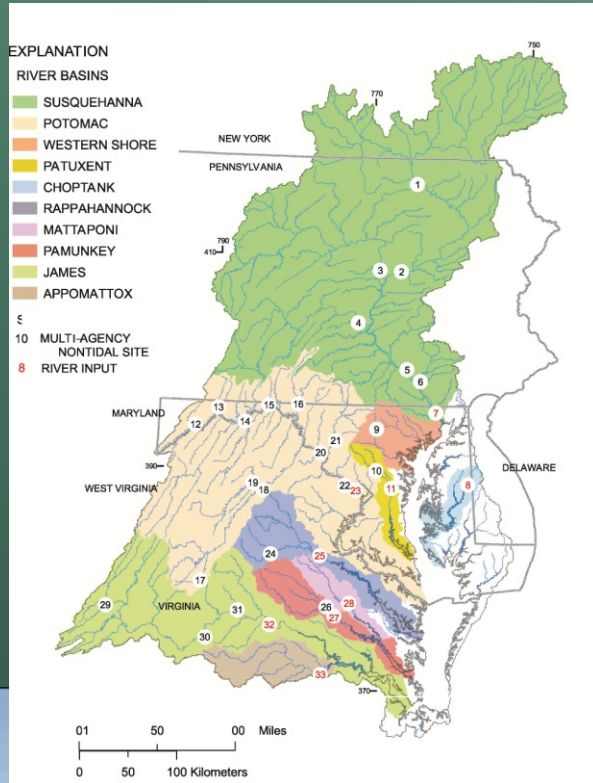 EXPLANATION
RIVER BASINS
SUSQUEHANNA
POTOMAC
WESTERN SHORE
PATUXENT
CHOPTANK
RAPPAHANNOCK
MATTAPONI
PAMUNKEY
JAMES
APPOMATTOX
S
10 MULTI-AGENCY
NONTIDAL SITE
8 RIVER INPUT
750
770
NEW YORK
PENNSYLVANIA
1
790
410
3 2
4
5
6
7
MARYLAND
13 15 16
12 14 9
21
20
390
10
DELAWARE
WEST VIRGINIA
19 18 22 23 11 8
24 25
17
29 VIRGINIA 31 26 28
27
32
30
33
370
01 50 00 Miles
0 50 100 Kilometers